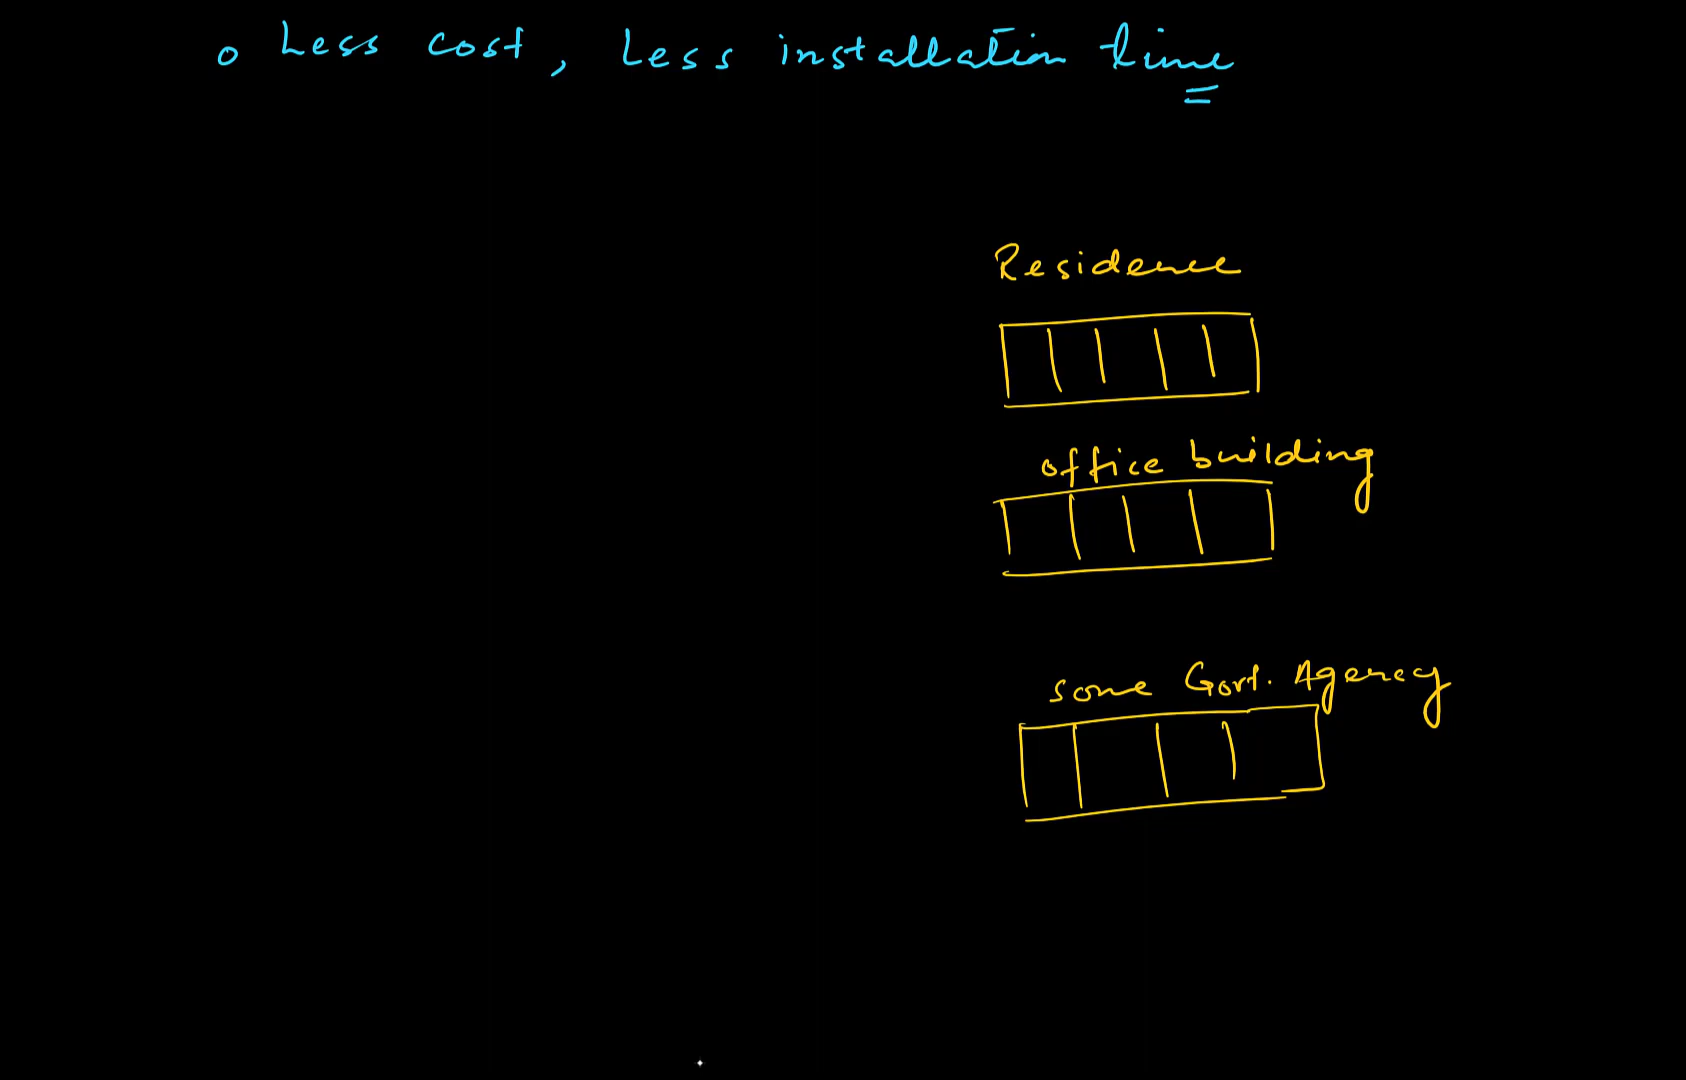 o Less cost, Less installation time
Residence
office building
some Govt. Agency